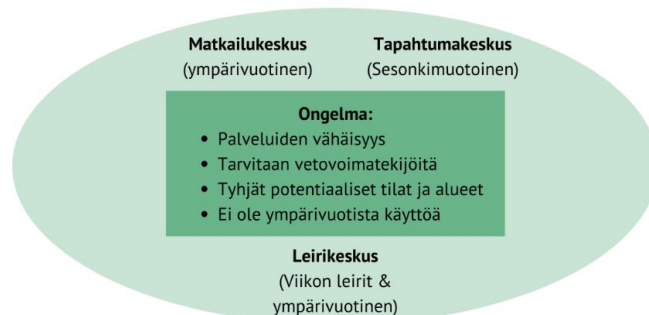 Matkailukeskus
(ympärivuotinen)
Tapahtumakeskus
(Sesonkimuotoinen)
Ongelma:
• Palveluiden vähäisyys
• Tarvitaan vetovoimatekijöitä
• Tyhjät potentiaaliset tilat ja alueet
• Ei ole ympärivuotista käyttöä
Leirikeskus
(Viikon leirit &
ympärivuotinen)